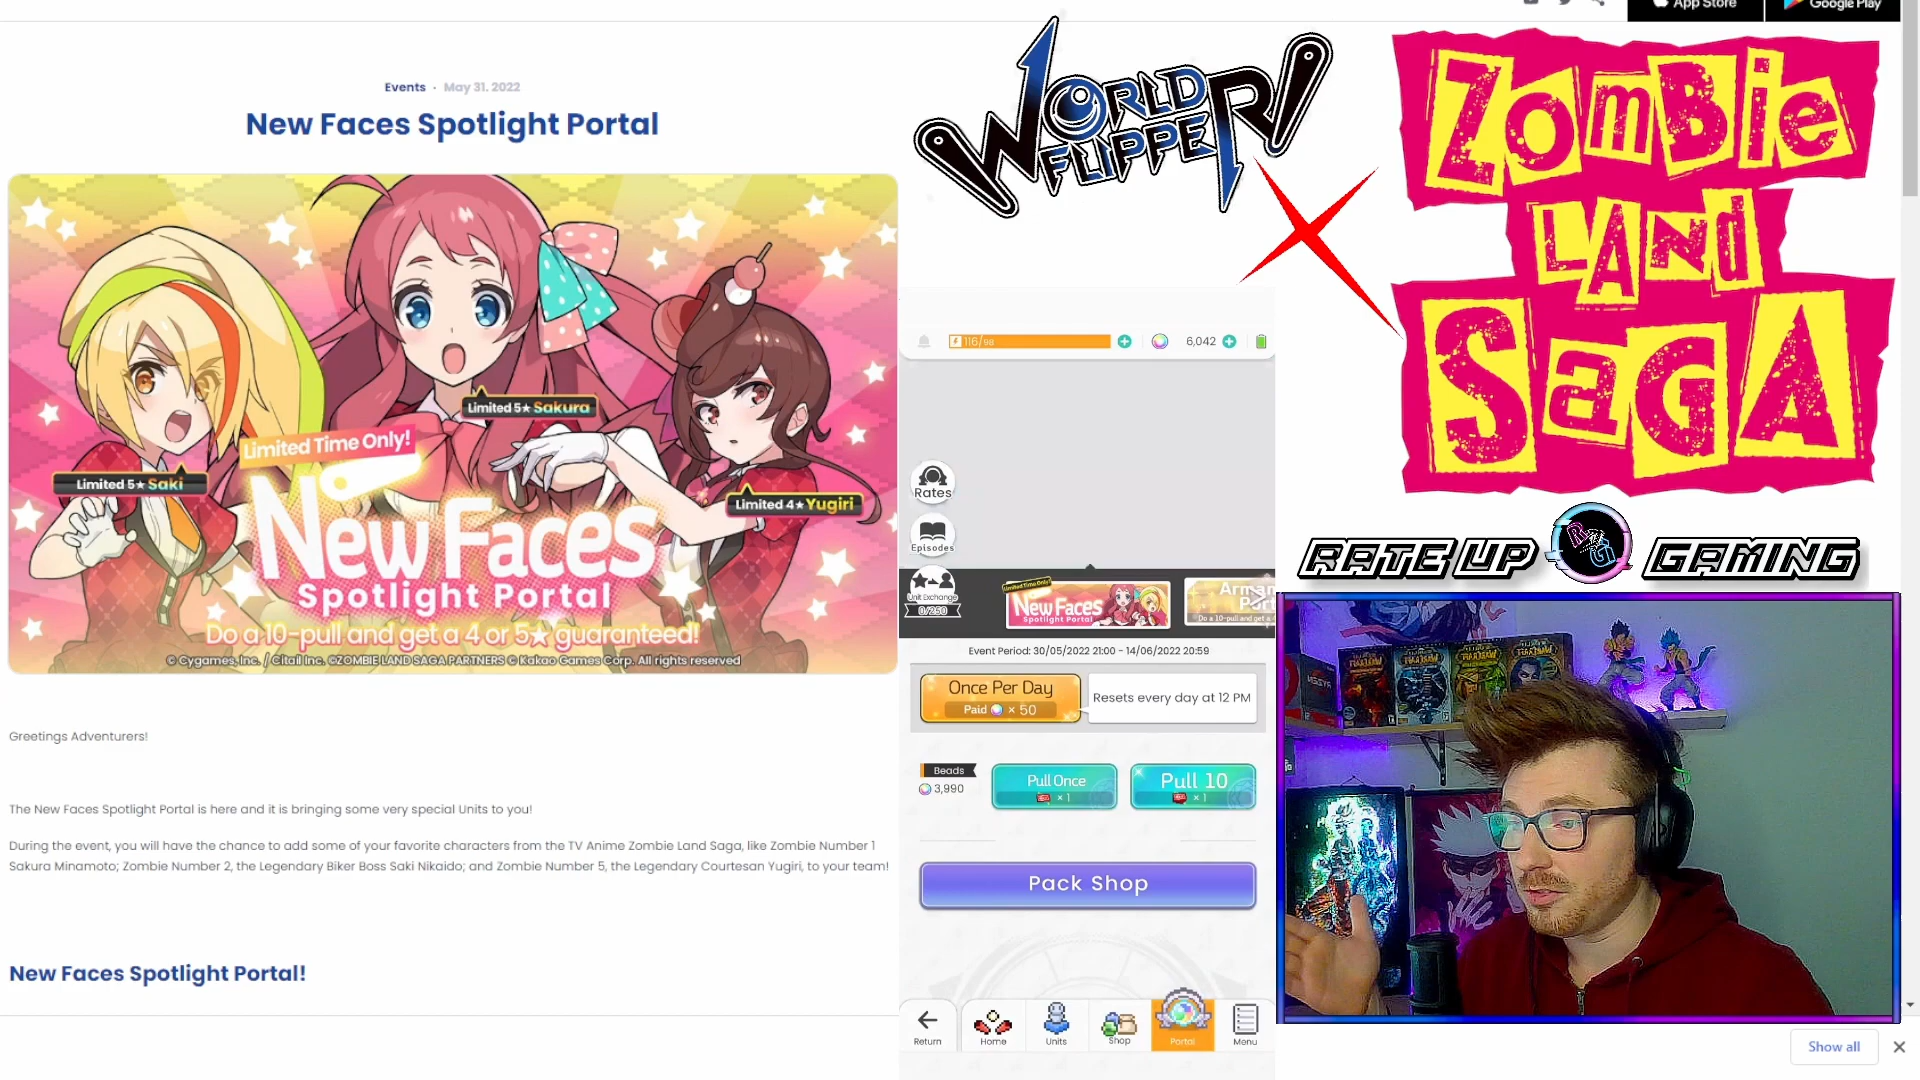 App Store
Google Play
Events · May 31. 2022
New Faces Spotlight Portal
Limited 5★ Sakura
Limited Time Only!
Limited 5★ Saki
Limited 4★ Yugiri
New Faces
Spotlight Portal
Do a 10-pull and get a 4 or 5★ guaranteed!
© Cygames, Inc. / Citail Inc. ©ZOMBIE LAND SAGA PARTNERS © Kakao Games Corp. All rights reserved
Greetings Adventurers!
The New Faces Spotlight Portal is here and it is bringing some very special Units to you!
During the event, you will have the chance to add some of your favorite characters from the TV Anime Zombie Land Saga, like Zombie Number 1
Sakura Minamoto; Zombie Number 2, the Legendary Biker Boss Saki Nikaido; and Zombie Number 5, the Legendary Courtesan Yugiri, to your team!
New Faces Spotlight Portal!
WORLD
FLIPPER
ZOMBiE
LAND
SaGA
116/98
6,042
Rates
Episodes
Unit Exchange
0/250
Limited Time Only!
New Faces
Spotlight Portal
Event Period: 30/05/2022 21:00 - 14/06/2022 20:59
Once Per Day
Paid × 50
Resets every day at 12 PM
Beads
3,990
Pull Once
× 1
Pull 10
× 1
Pack Shop
Return
Home
Units
Shop
Portal
Menu
RATE UP GAMING
Show all